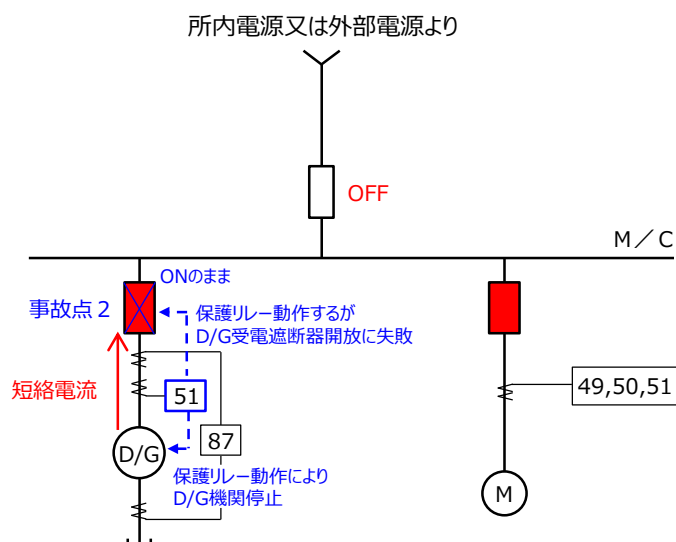 所内電源又は外部電源より
OFF
M/C
ONのまま
事故点2
保護リレー動作するが
D/G受電遮断器開放に失敗
短絡電流
51
49,50,51
87
D/G
保護リレー動作により
D/G機関停止
M